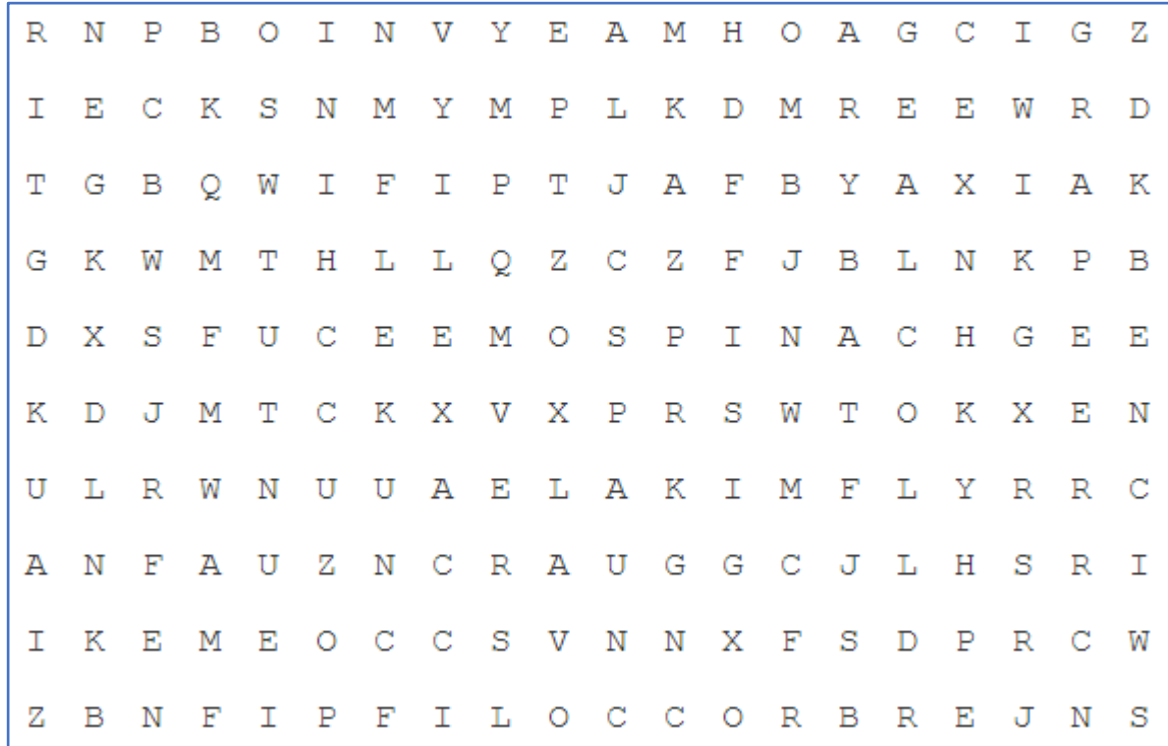 R N P B O I N V Y E A M H O A G C I G Z
I E C K S N M Y M P L K D M R E E W R D
T G B Q W I F I P T J A F B Y A X I A K
G K W M T H L L Q Z C Z F J B L N K P B
D X S F U C E E M O S P I N A C H G E E
K D J M T C K X V X P R S W T O K X E N
U L R W N U U A E L A K I M F L Y R R C
A N F A U Z N C R A U G G C J L H S R I
I K E M E O C C S V N N X F S D P R C W
Z B N F I P F I L O C C O R B R E J N S